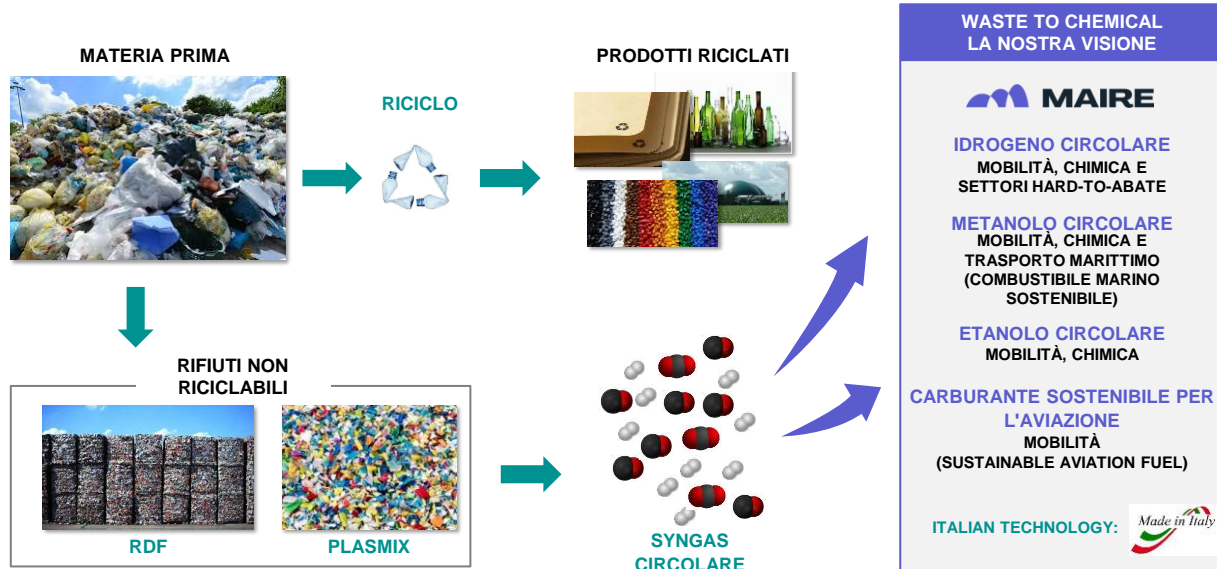 MATERIA PRIMA
RICICLO
PRODOTTI RICICLATI
RIFIUTI NON
RICICLABILI
RDF
PLASMIX
SYNGAS
CIRCOLARE
WASTE TO CHEMICAL
LA NOSTRA VISIONE
MAIRE
IDROGENO CIRCOLARE
MOBILITÀ, CHIMICA E
SETTORI HARD-TO-ABATE
METANOLO CIRCOLARE
MOBILITÀ, CHIMICA E
TRASPORTO MARITTIMO
(COMBUSTIBILE MARINO
SOSTENIBILE)
ETANOLO CIRCOLARE
MOBILITÀ, CHIMICA
CARBURANTE SOSTENIBILE PER
L'AVIAZIONE
MOBILITÀ
(SUSTAINABLE AVIATION FUEL)
ITALIAN TECHNOLOGY:
Made in Italy